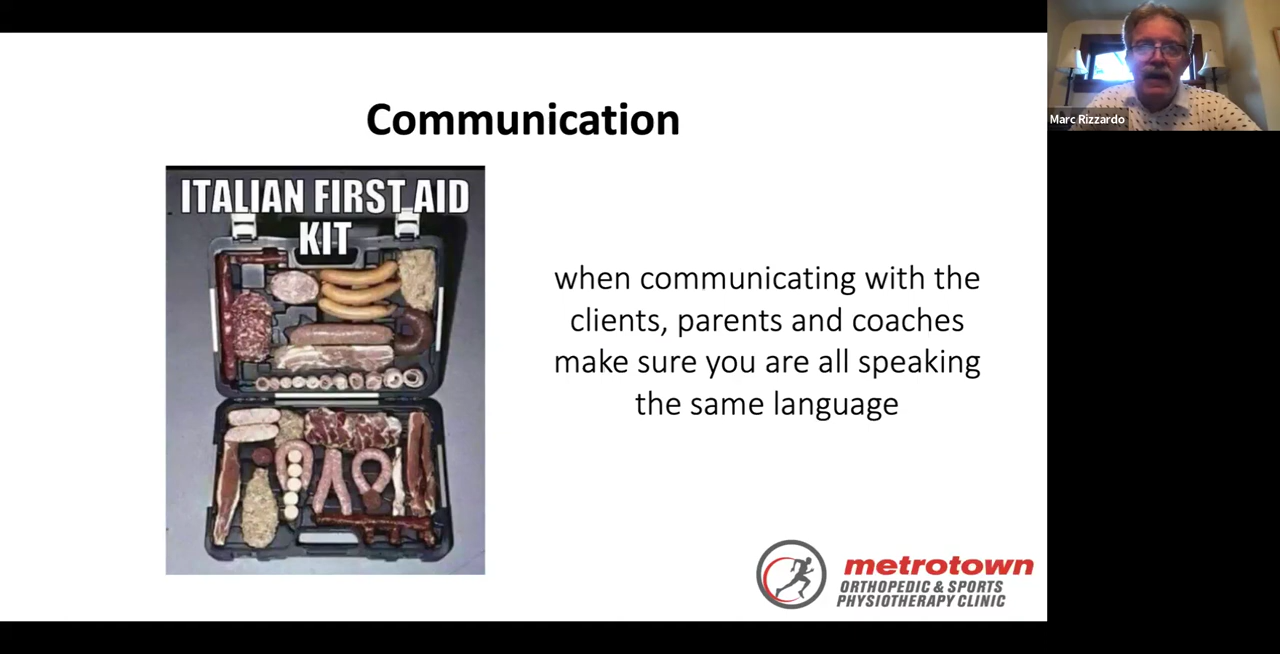 Communication
ITALIAN FIRST AID
KIT
when communicating with the
clients, parents and coaches
make sure you are all speaking
the same language
metrotown
ORTHOPEDIC & SPORTS
PHYSIOTHERAPY CLINIC
Marc Rizzardo